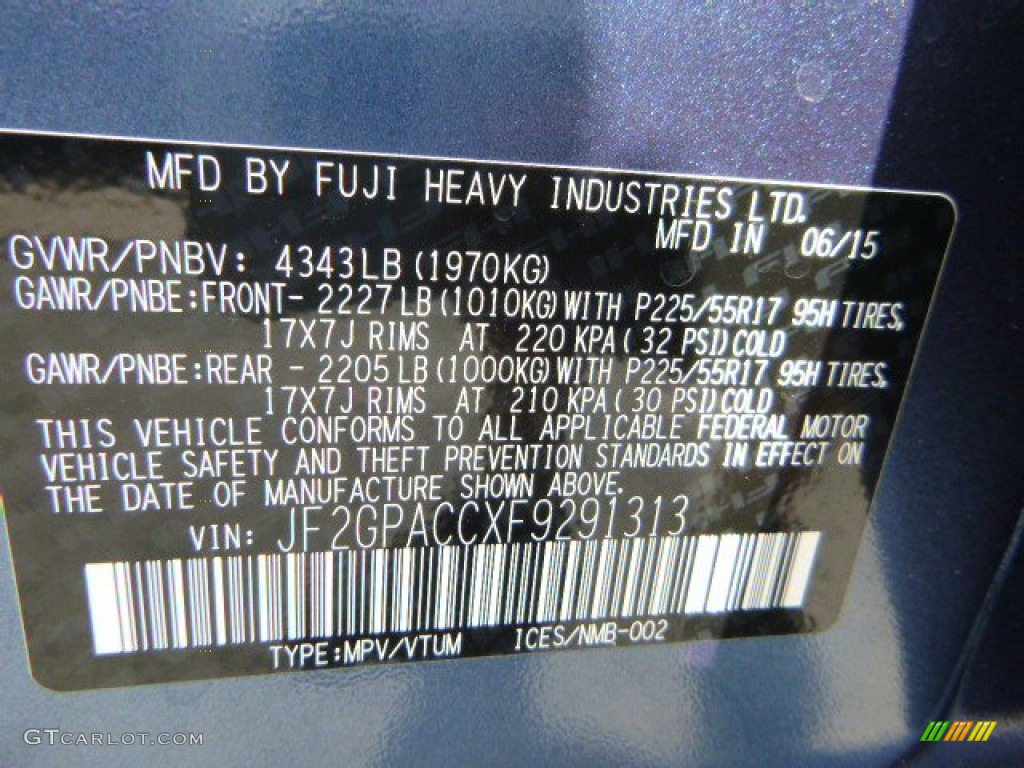 MFD BY FUJI HEAVY INDUSTRIES LTD.
MFD IN 06/15
GVWR/PNBV: 4343LB (1970KG)
GAWR/PNBE:FRONT- 2227LB (1010KG) WITH P225/55R17 95H TIRES,
17X7J RIMS AT 220 KPA ( 32 PSI) COLD
GAWR/PNBE:REAR - 2205LB (1000KG) WITH P225/55R17 95H TIRES,
17X7J RIMS AT 210 KPA ( 30 PSI) COLD
THIS VEHICLE CONFORMS TO ALL APPLICABLE FEDERAL MOTOR
VEHICLE SAFETY AND THEFT PREVENTION STANDARDS IN EFFECT ON
THE DATE OF MANUFACTURE SHOWN ABOVE.
VIN: JF2GPACCXF9291313
TYPE:MPV/VTUM ICES/NMB-002
GTCARLOT.COM